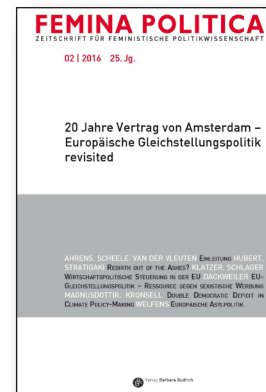 FEMINA POLITICA
ZEITSCHRIFT FÜR FEMINISTISCHE POLITIKWISSENSCHAFT
02 | 2016 25. Jg.
20 Jahre Vertrag von Amsterdam –
Europäische Gleichstellungspolitik
revisited
AHRENS, SCHEELE, VAN DER VLEUTEN EINLEITUNG HUBERT,
STRATIGAKI REBIRTH OUT OF THE ASHES? KLATZER, SCHLAGER
WIRTSCHAFTSPOLITISCHE STEUERUNG IN DER EU DACKWEILER EU-
GLEICHSTELLUNGSPOLITIK – RESSOURCE GEGEN SEXISTISCHE WERBUNG
MAGNUSDOTTIR, KRONSELL DOUBLE DEMOCRATIC DEFICIT IN
CLIMATE POLICY-MAKING WELFENS EUROPÄISCHE ASYLPOLITIK
Verlag Barbara Budrich